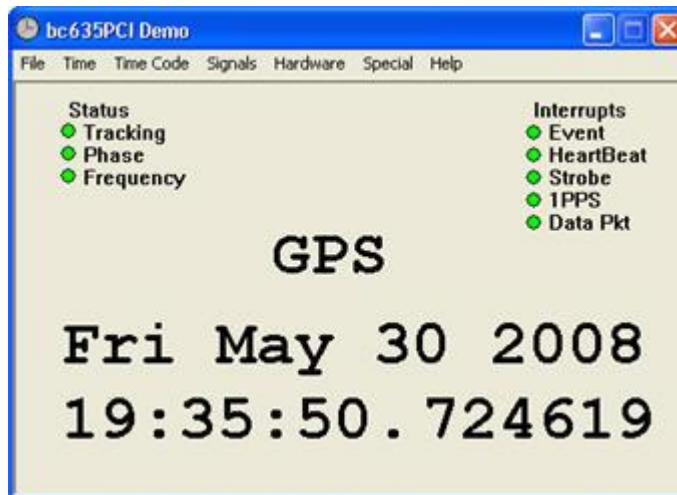 bc635PCI Demo
File Time Time Code Signals Hardware Special Help
Status
Tracking
Phase
Frequency
Interrupts
Event
HeartBeat
Strobe
1PPS
Data Pkt
GPS
Fri May 30 2008
19:35:50.724619